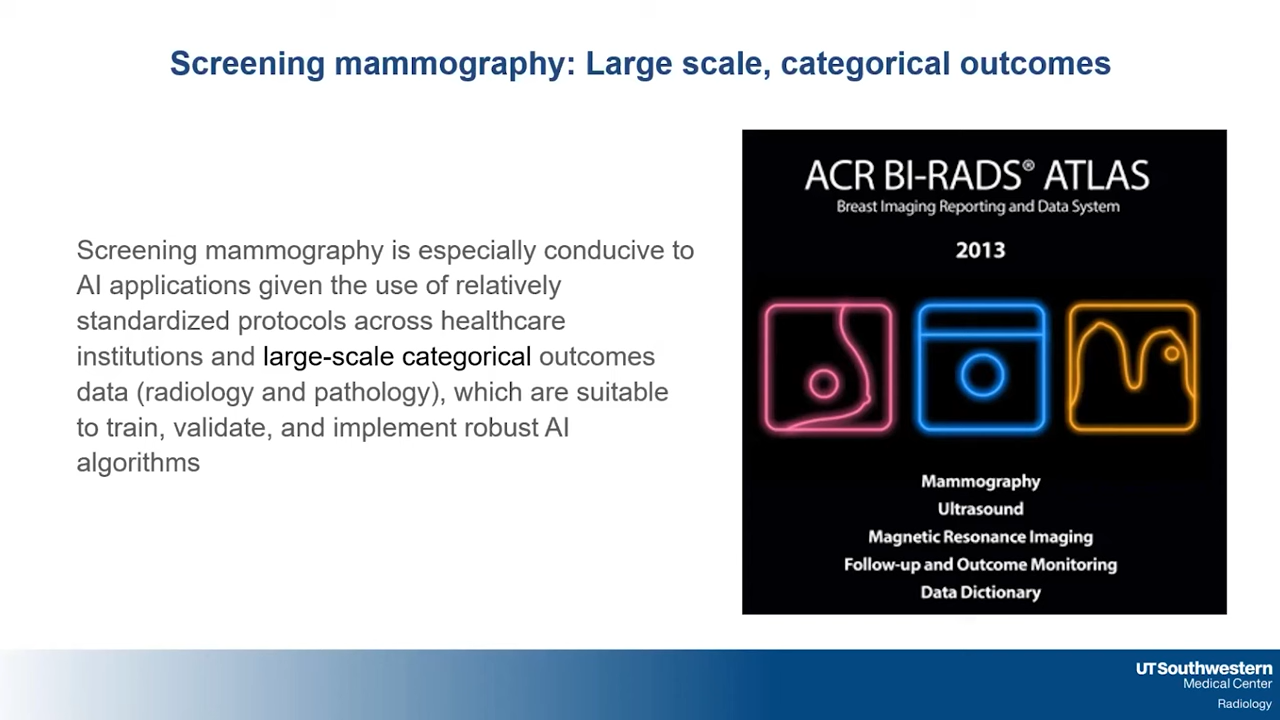 Screening mammography: Large scale, categorical outcomes
Screening mammography is especially conducive to
AI applications given the use of relatively
standardized protocols across healthcare
institutions and large-scale categorical outcomes
data (radiology and pathology), which are suitable
to train, validate, and implement robust AI
algorithms
ACR BI-RADS® ATLAS
Breast Imaging Reporting and Data System
2013
Mammography
Ultrasound
Magnetic Resonance Imaging
Follow-up and Outcome Monitoring
Data Dictionary
UTSouthwestern
Medical Center
Radiology